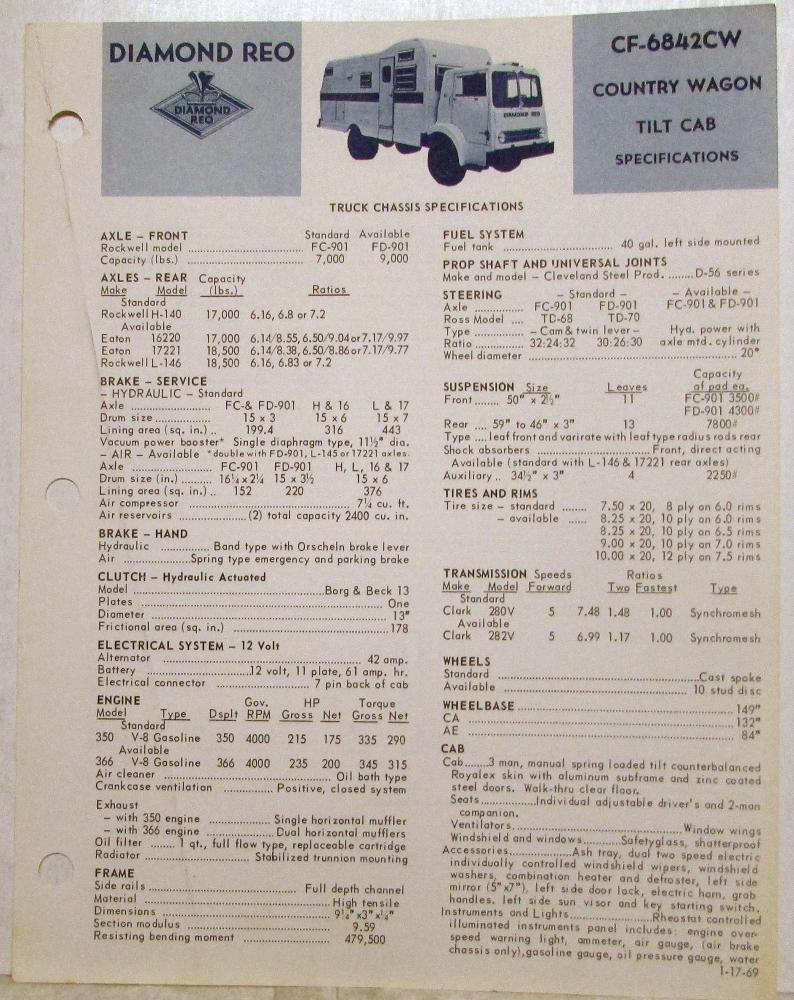 DIAMOND REO
DIAMOND
REO
DIAMOND REO
CF-6842CW
COUNTRY WAGON
TILT CAB
SPECIFICATIONS
TRUCK CHASSIS SPECIFICATIONS
AXLE – FRONT Standard Available
Rockwell model FC-901 FD-901
Capacity (lbs.) 7,000 9,000
AXLES – REAR Capacity
Make Model (lbs.) Ratios
Standard
Rockwell H-140 17,000 6.16, 6.8 or 7.2
Available
Eaton 16220 17,000 6.14/8.55, 6.50/9.04 or 7.17/9.97
Eaton 17221 18,500 6.14/8.38, 6.50/8.86 or 7.17/9.77
Rockwell L-146 18,500 6.16, 6.83 or 7.2
BRAKE – SERVICE
– HYDRAULIC – Standard
Axle FC-& FD-901 H & 16 L & 17
Drum size 15 x 3 15 x 6 15 x 7
Lining area (sq. in.) .. 199.4 316 443
Vacuum power booster* Single diaphragm type, 11½" dia.
– AIR – Available *double with FD-901, L-145 or 17221 axles.
Axle FC-901 FD-901 H, L, 16 & 17
Drum size (in.) 16¼ x 2¼ 15 x 3½ 15 x 6
Lining area (sq. in.) .. 152 220 376
Air compressor 7¼ cu. ft.
Air reservoirs (2) total capacity 2400 cu. in.
BRAKE – HAND
Hydraulic Band type with Orscheln brake lever
Air Spring type emergency and parking brake
CLUTCH – Hydraulic Actuated
Model Borg & Beck 13
Plates One
Diameter 13"
Frictional area (sq. in.) 178
ELECTRICAL SYSTEM – 12 Volt
Alternator 42 amp.
Battery 12 volt, 11 plate, 61 amp. hr.
Electrical connector 7 pin back of cab
ENGINE Gov. HP Torque
Model Type Dsplt RPM Gross Net Gross Net
Standard
350 V-8 Gasoline 350 4000 215 175 335 290
Available
366 V-8 Gasoline 366 4000 235 200 345 315
Air cleaner Oil bath type
Crankcase ventilation Positive, closed system
Exhaust
– with 350 engine Single horizontal muffler
– with 366 engine Dual horizontal mufflers
Oil filter 1 qt., full flow type, replaceable cartridge
Radiator Stabilized trunnion mounting
FRAME
Side rails Full depth channel
Material High tensile
Dimensions 9¼" x3" x¼"
Section modulus 9.59
Resisting bending moment 479,500
FUEL SYSTEM
Fuel tank 40 gal. left side mounted
PROP SHAFT AND UNIVERSAL JOINTS
Make and model – Cleveland Steel Prod. D-56 series
STEERING – Standard – – Available –
Axle FC-901 FD-901 FC-901 & FD-901
Ross Model TD-68 TD-70
Type – Cam & twin lever – Hyd. power with
Ratio 32:24:32 30:26:30 axle mtd. cylinder
Wheel diameter 20"
Capacity
SUSPENSION Size Leaves at pad ea.
Front 50" x 2½" 11 FC-901 3500#
FD-901 4300#
Rear 59" to 46" x 3" 13 7800#
Type leaf front and varirate with leaf type radius rods rear
Shock absorbers Front, direct acting
Available (standard with L-146 & 17221 rear axles)
Auxiliary .. 34½" x 3" 4 2250#
TIRES AND RIMS
Tire size – standard 7.50 x 20, 8 ply on 6.0 rims
– available 8.25 x 20, 10 ply on 6.0 rims
8.25 x 20, 10 ply on 6.5 rims
9.00 x 20, 10 ply on 7.0 rims
10.00 x 20, 12 ply on 7.5 rims
TRANSMISSION Speeds Ratios
Make Model Forward Two Fastest Type
Standard
Clark 280V 5 7.48 1.48 1.00 Synchromesh
Available
Clark 282V 5 6.99 1.17 1.00 Synchromesh
WHEELS
Standard Cast spoke
Available 10 stud disc
WHEELBASE 149"
CA 132"
AE 84"
CAB
Cab 3 man, manual spring loaded tilt counterbalanced
Royalex skin with aluminum subframe and zinc coated
steel doors. Walk-thru clear floor.
Seats Individual adjustable driver's and 2-man
companion.
Ventilators Window wings
Windshield and windows Safetyglass, shatterproof
Accessories Ash tray, dual two speed electric
individually controlled windshield wipers, windshield
washers, combination heater and defroster, left side
mirror (5"x7"), left side door lock, electric horn, grab
handles. left side sun visor and key starting switch.
Instruments and Lights Rheostat controlled
illuminated instruments panel includes: engine over-
speed warning light, ammeter, air gauge, (air brake
chassis only), gasoline gauge, oil pressure gauge, water
1-17-69